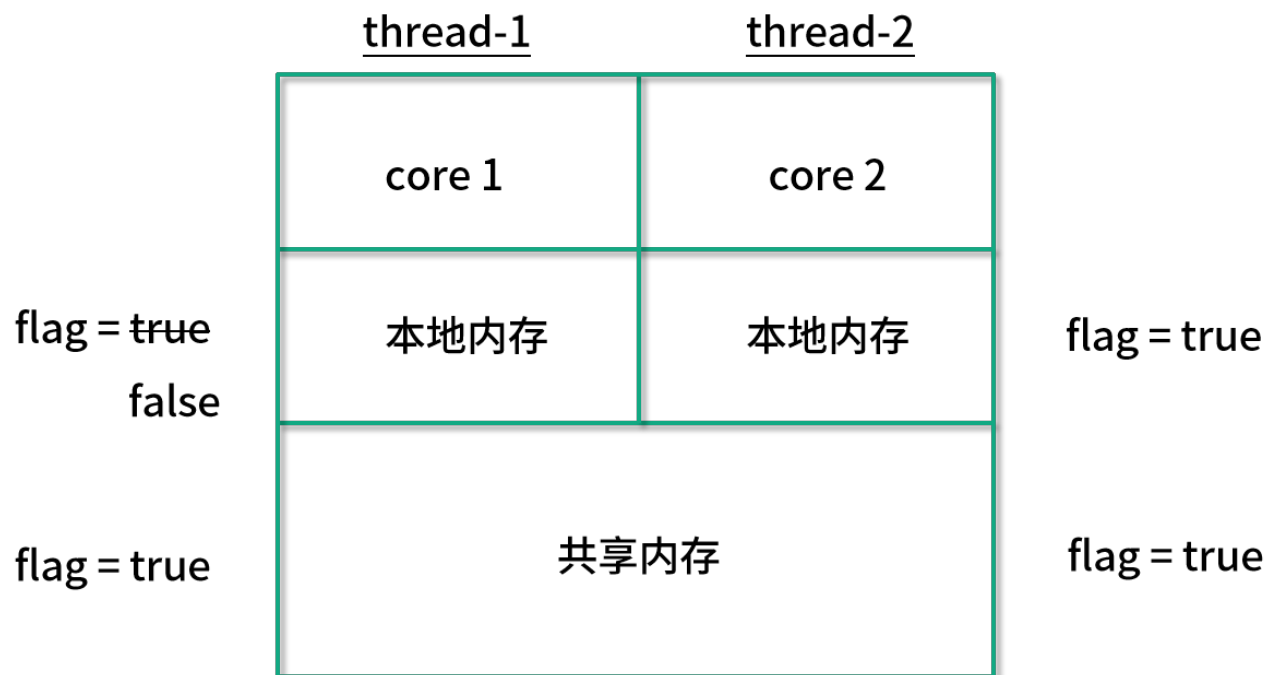 thread-1 thread-2
core 1 core 2
flag = true 本地内存 本地内存 flag = true
false
flag = true 共享内存 flag = true